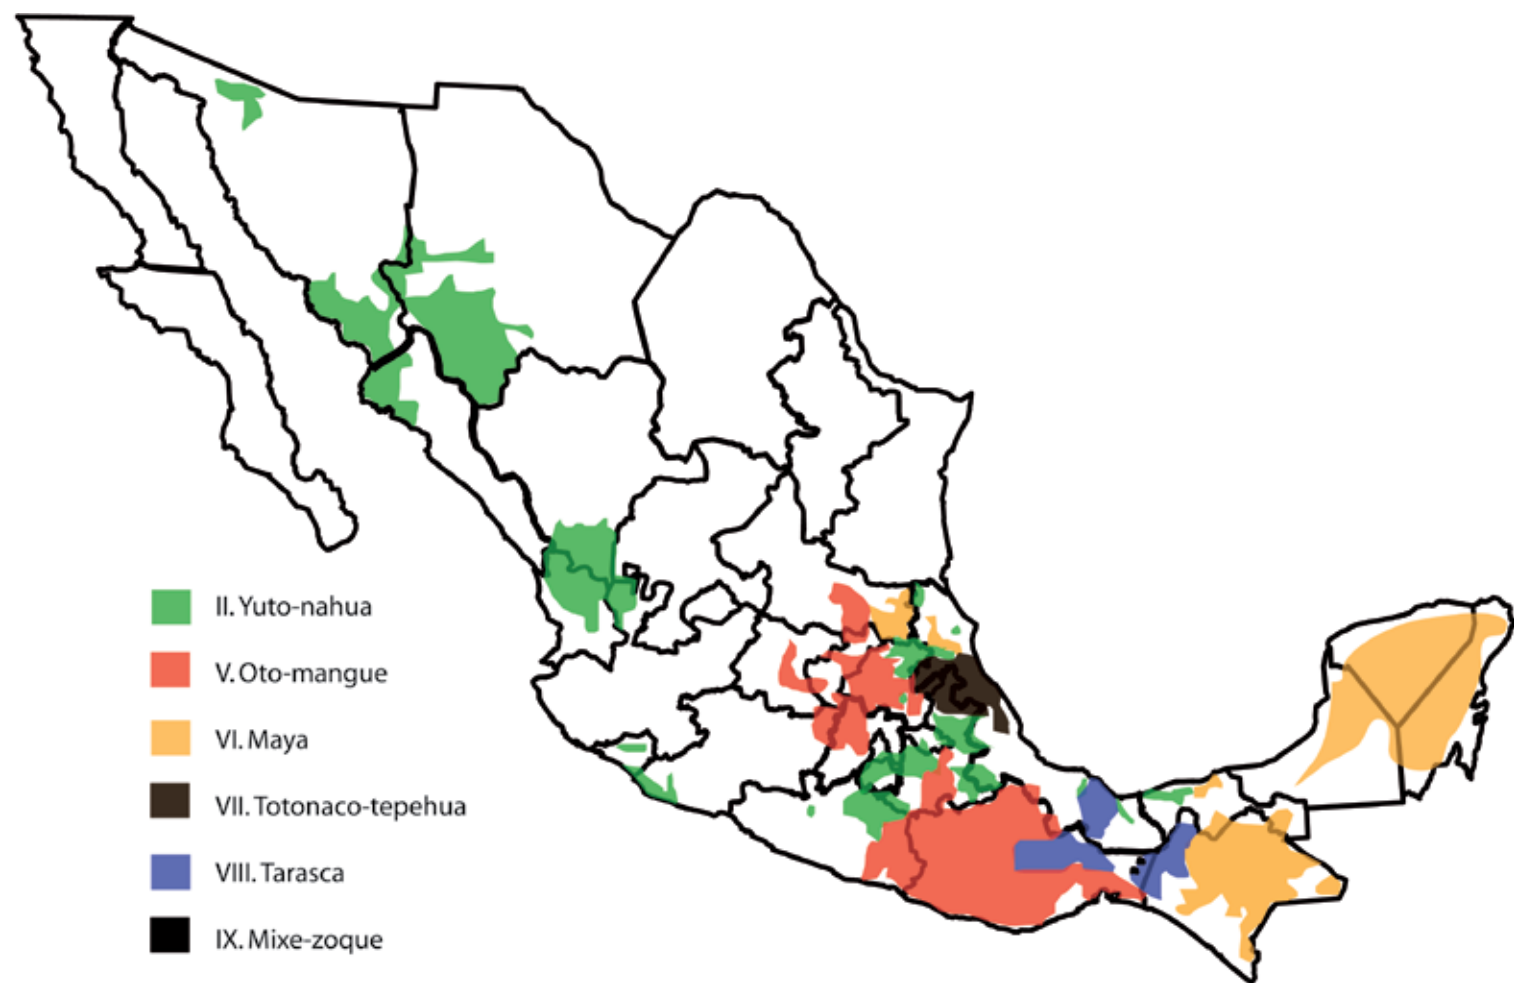 II. Yuto-nahua
V. Oto-mangue
VI. Maya
VII. Totonaco-tepehua
VIII. Tarasca
IX. Mixe-zoque